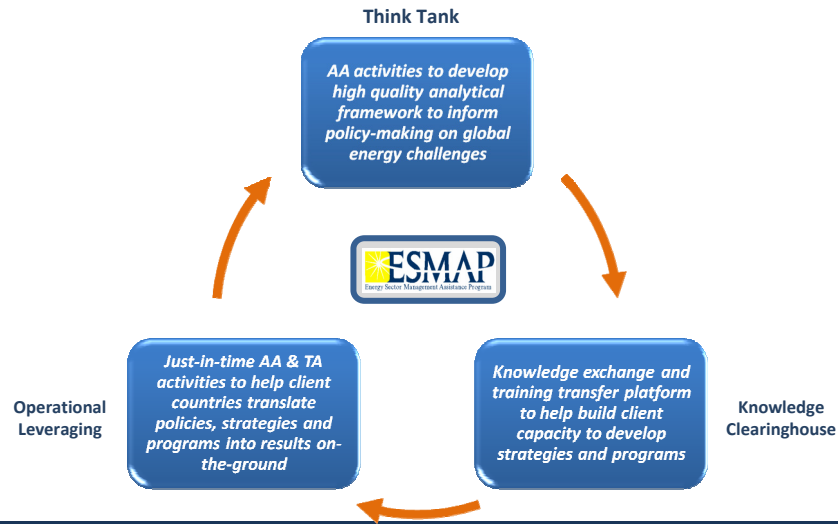 Think Tank
AA activities to develop
high quality analytical
framework to inform
policy-making on global
energy challenges
ESMAP
Energy Sector Management Assistance Program
Operational
Leveraging
Just-in-time AA & TA
activities to help client
countries translate
policies, strategies and
programs into results on-
the-ground
Knowledge exchange and
training transfer platform
to help build client
capacity to develop
strategies and programs
Knowledge
Clearinghouse